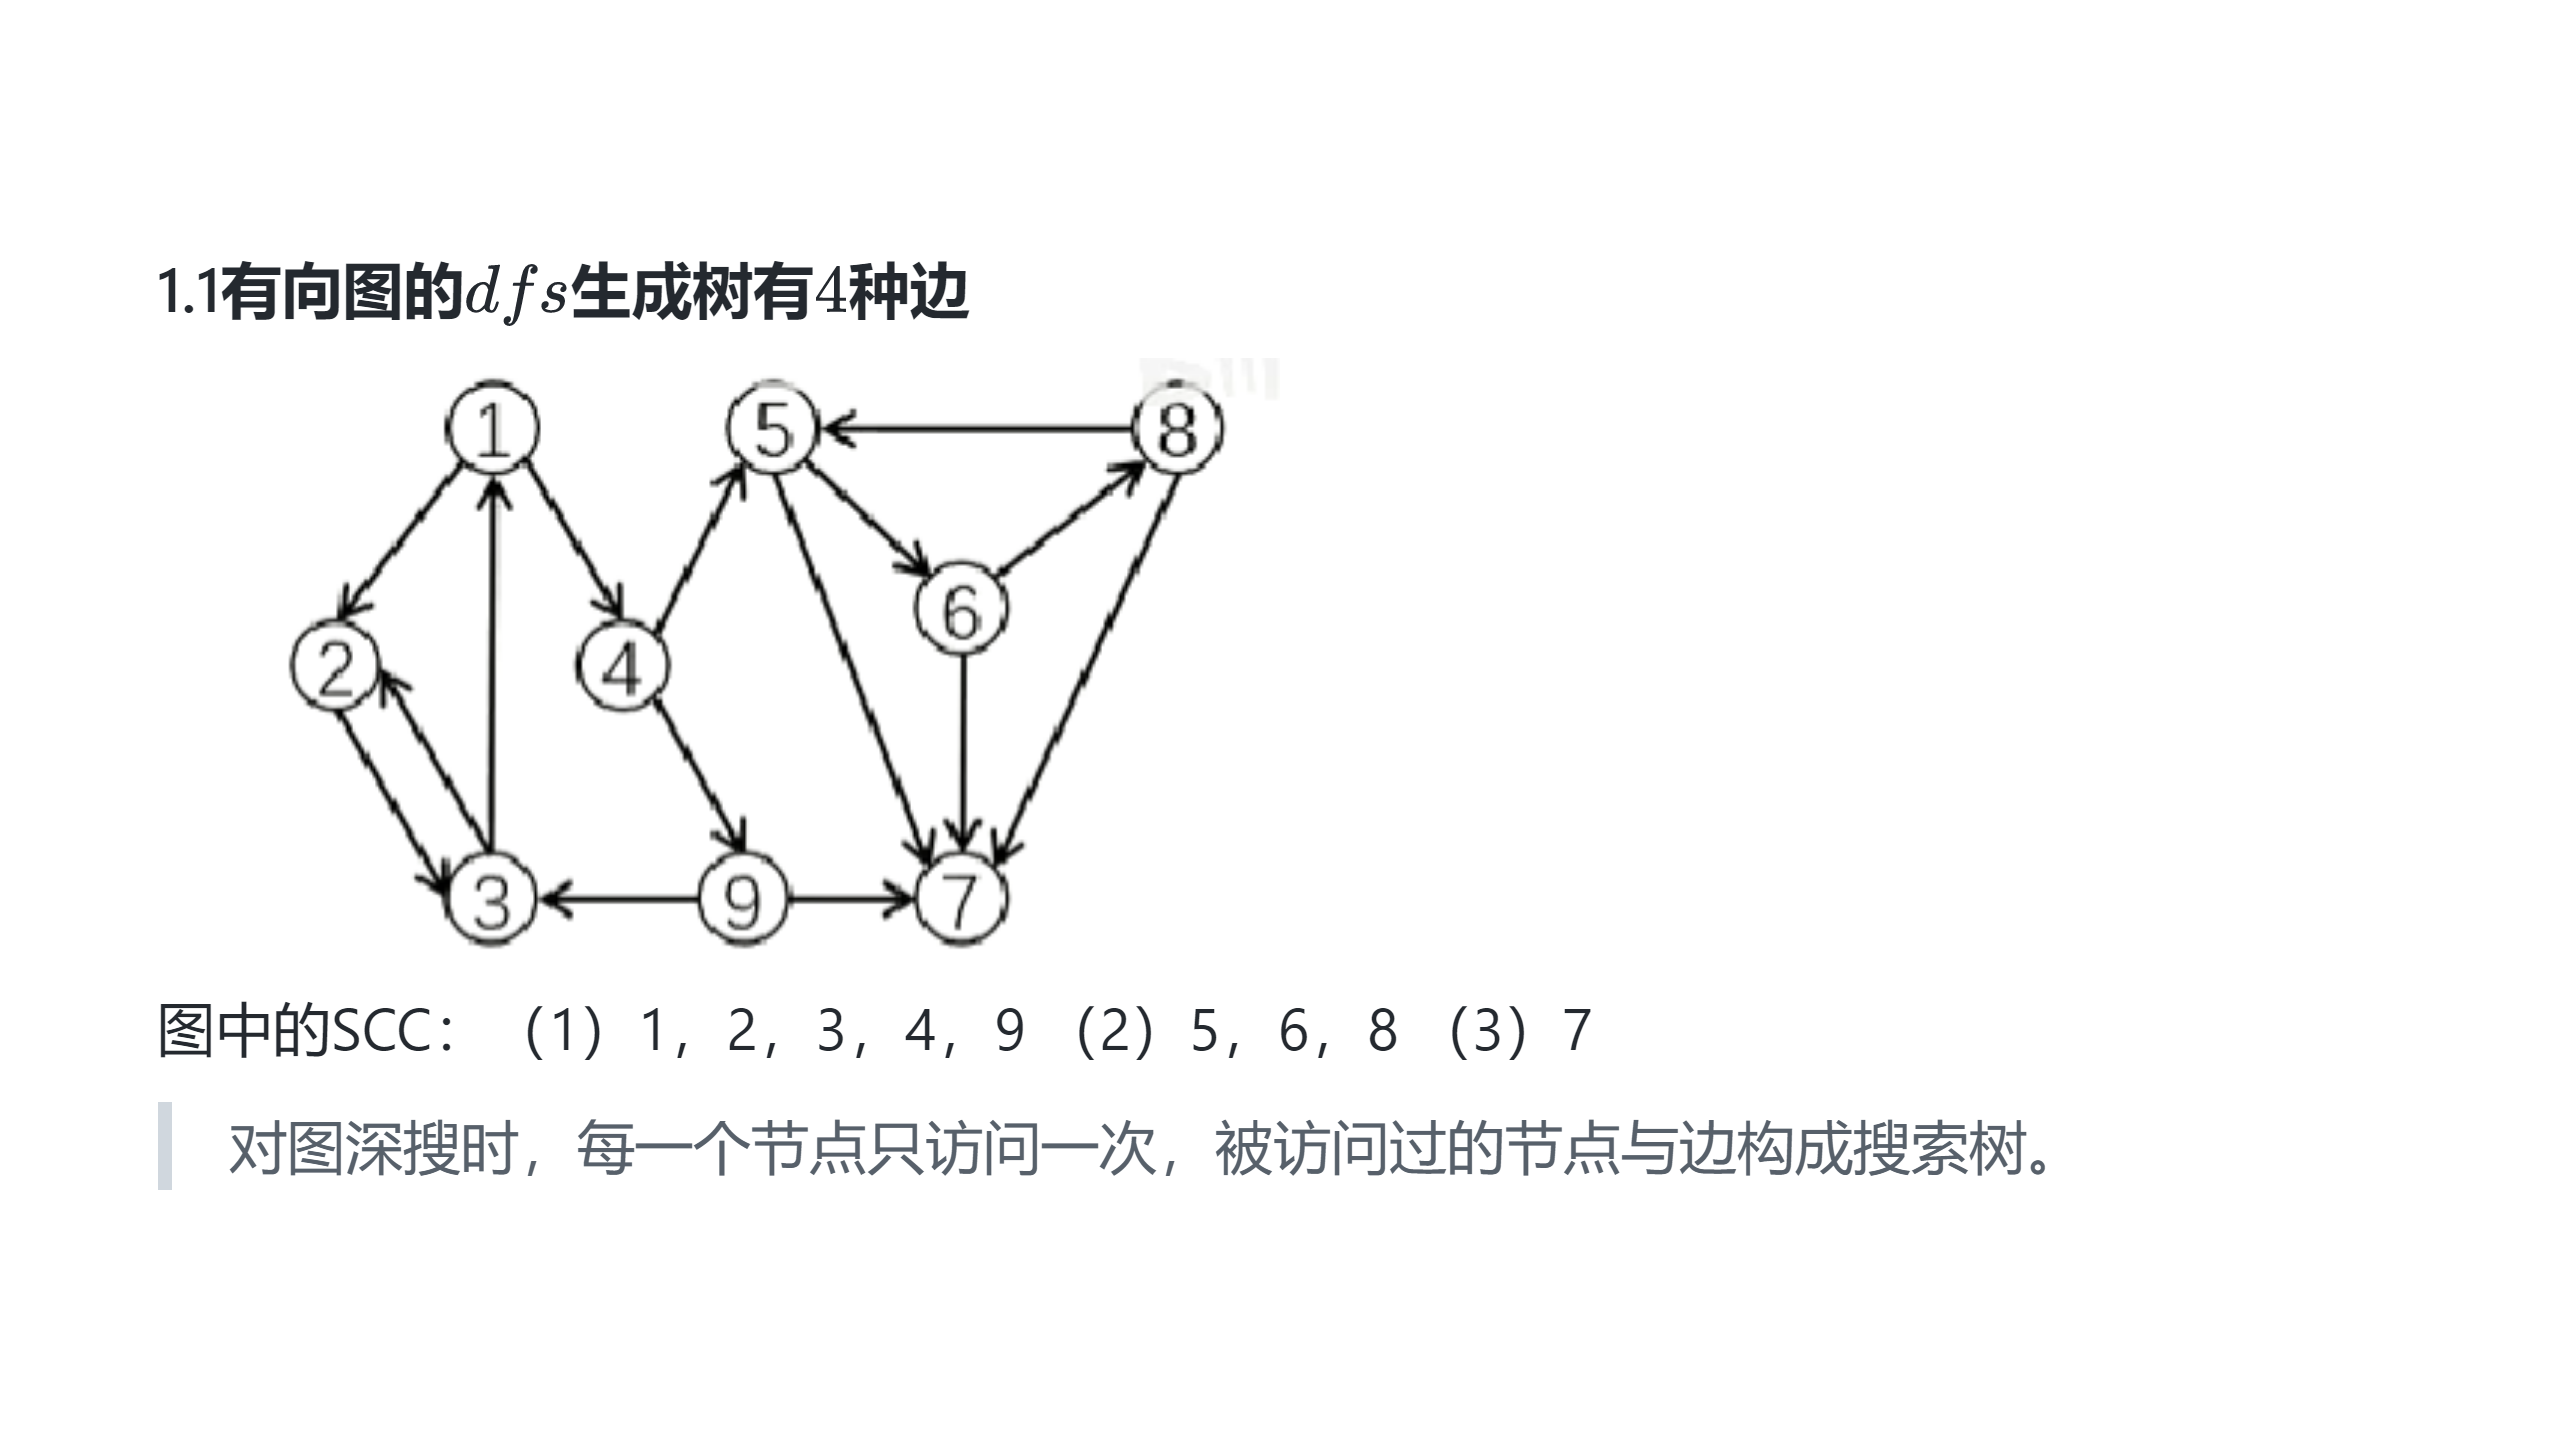 1.1有向图的dfs生成树有4种边
1 5 8
6
2 4
3 9 7
图中的SCC： （1）1，2，3，4，9 （2）5，6，8 （3）7
对图深搜时，每一个节点只访问一次，被访问过的节点与边构成搜索树。